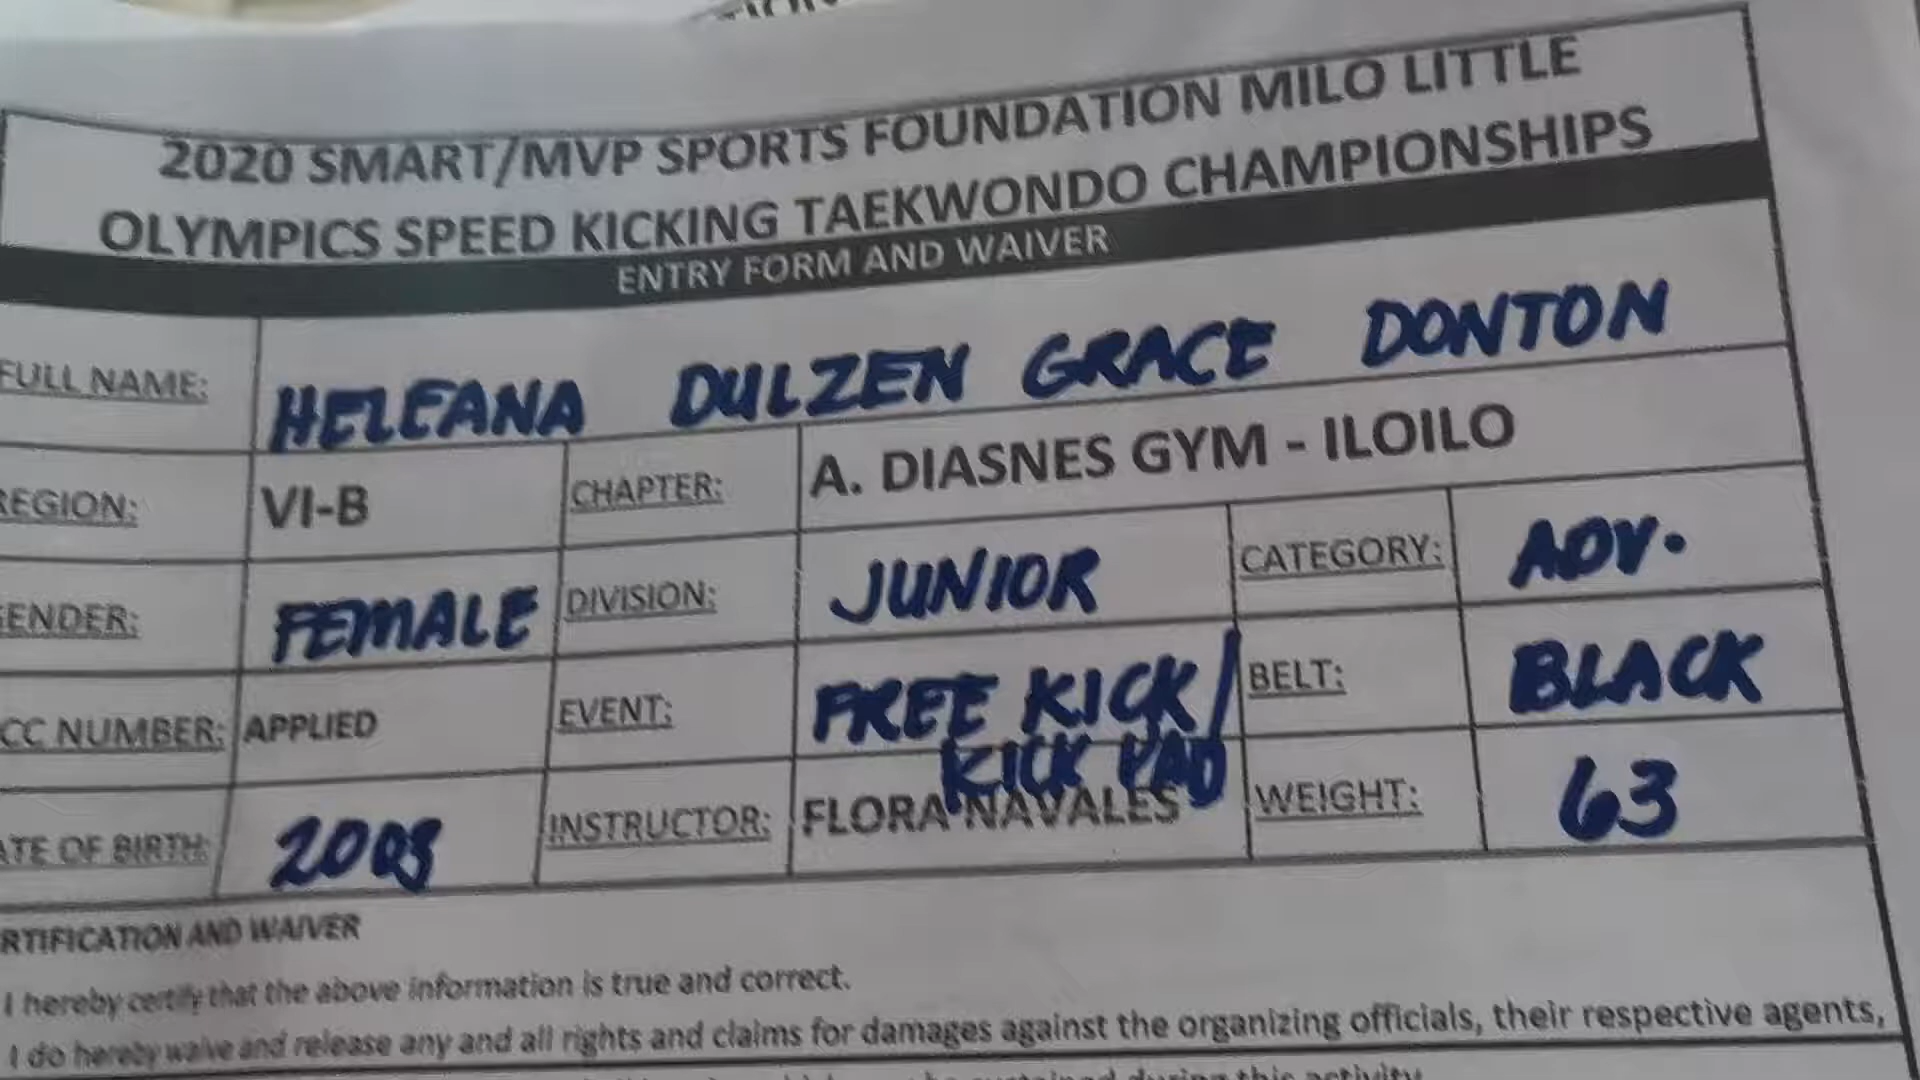 2020 SMART/MVP SPORTS FOUNDATION MILO LITTLE
OLYMPICS SPEED KICKING TAEKWONDO CHAMPIONSHIPS
ENTRY FORM AND WAIVER
FULL NAME: HELEANA DULZEN GRACE DONTON
REGION: VI-B CHAPTER: A. DIASNES GYM - ILOILO
GENDER: FEMALE DIVISION: JUNIOR CATEGORY: ADV.
CC NUMBER: APPLIED EVENT: FREE KICK/ KICK PAD BELT: BLACK
ATE OF BIRTH: INSTRUCTOR: FLORA NAVALES WEIGHT: 63
RTIFICATION AND WAIVER
I hereby certify that the above information is true and correct.
I do hereby waive and release any and all rights and claims for damages against the organizing officials, their respective agents,
during this activity